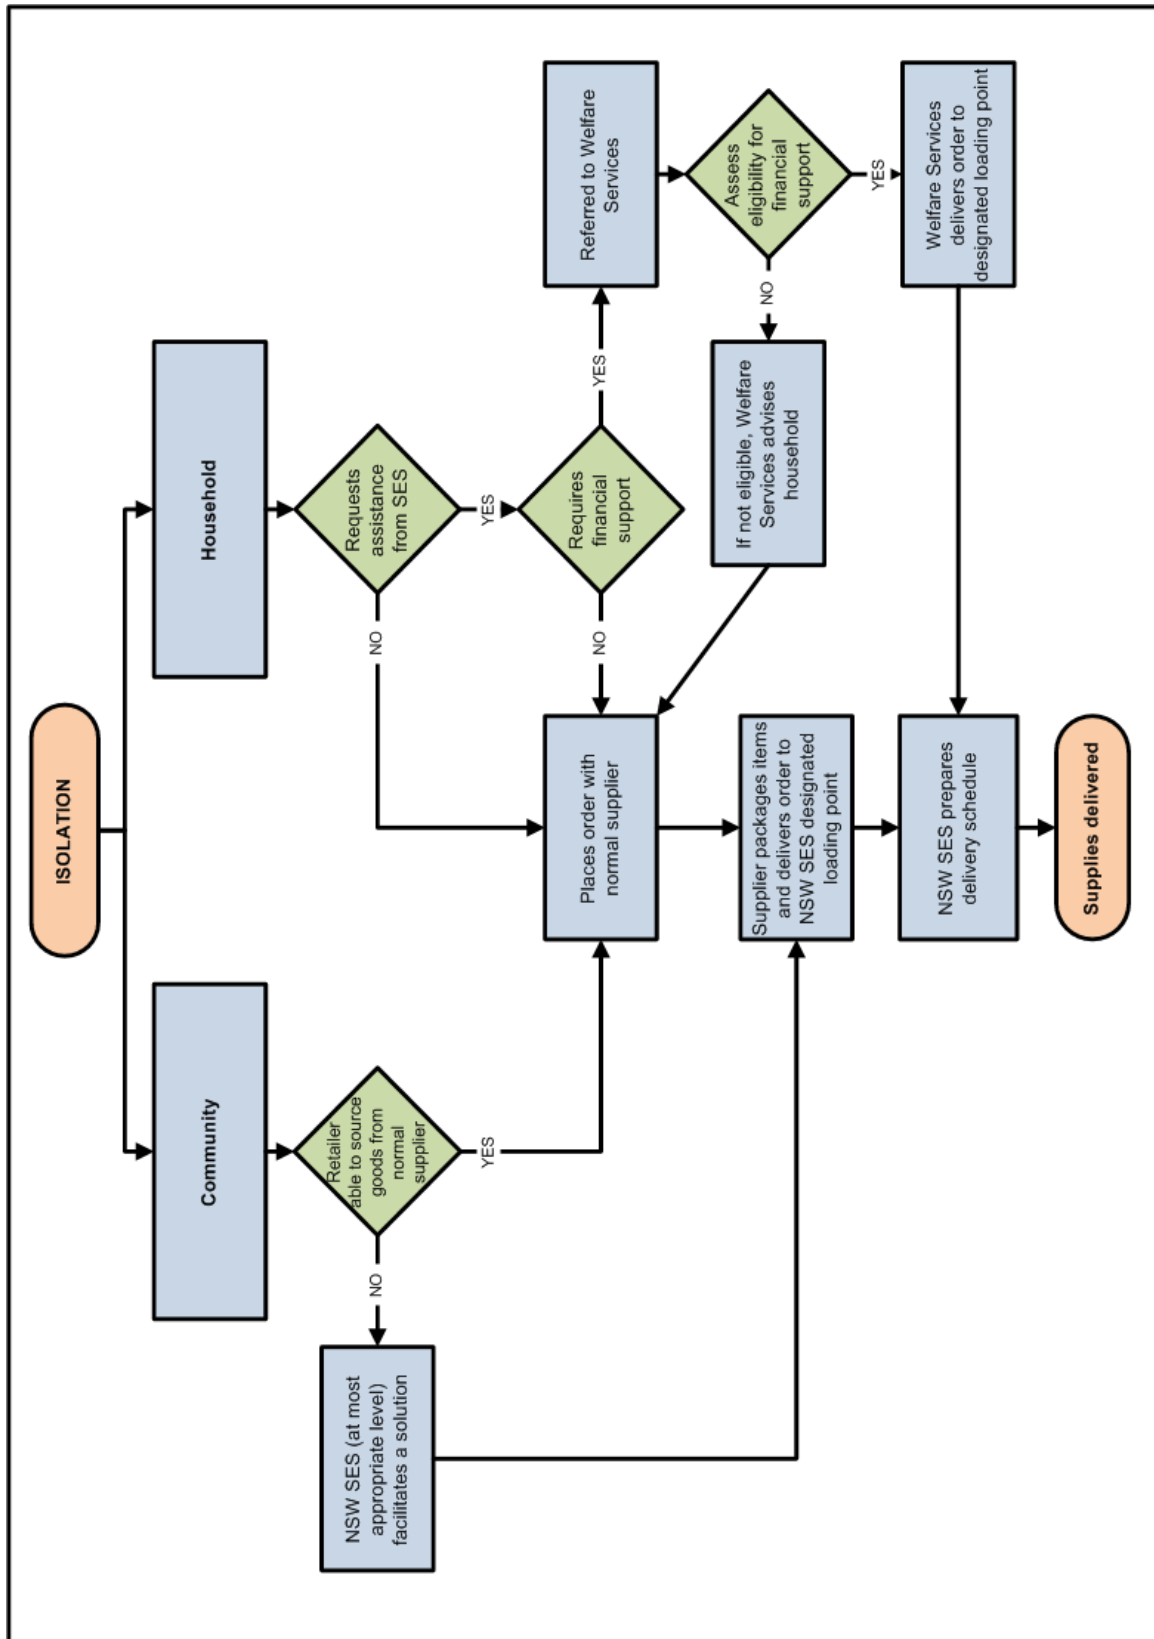 ISOLATION
Community
Household
Retailer
able to source
goods from
normal
supplier
Requests
assistance
from SES
NO
YES
NO
YES
NSW SES (at most
appropriate level)
facilitates a solution
Requires
financial
support
NO
YES
Places order with
normal supplier
Referred to Welfare
Services
Assess
eligibility for
financial
support
NO
YES
If not eligible, Welfare
Services advises
household
Supplier packages items
and delivers order to
NSW SES designated
loading point
Welfare Services
delivers order to
designated loading point
NSW SES prepares
delivery schedule
Supplies delivered